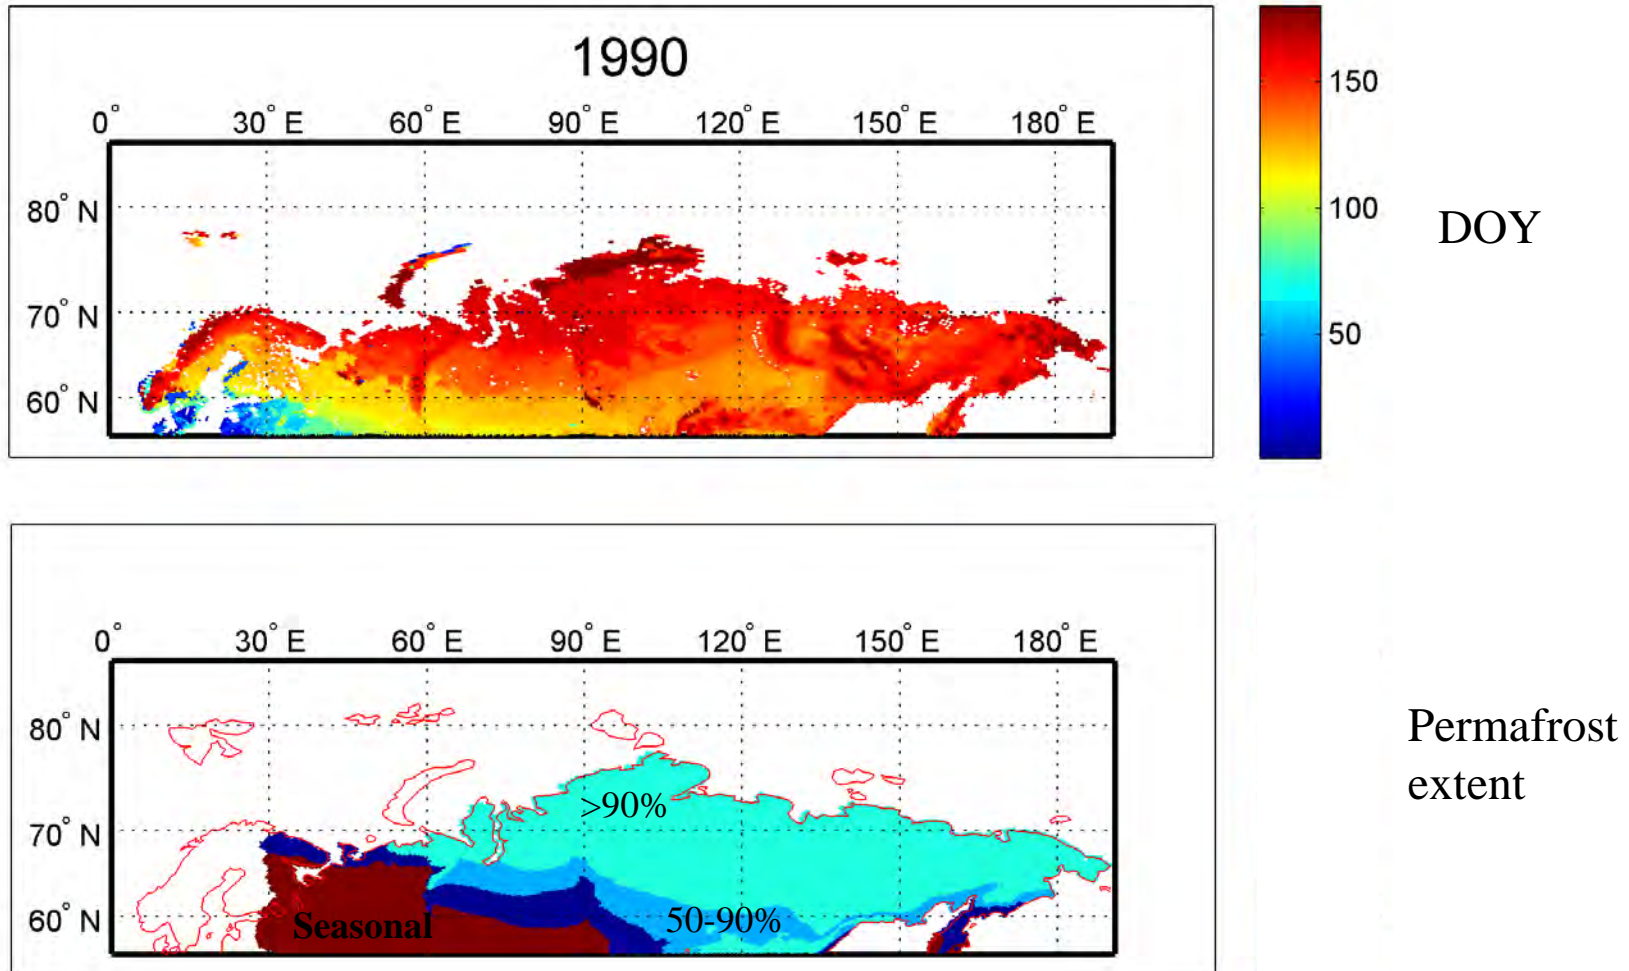 1990
0° 30° E 60° E 90° E 120° E 150° E 180° E
80° N
70° N
60° N
150
100
50
DOY
0° 30° E 60° E 90° E 120° E 150° E 180° E
80° N
70° N
60° N
>90%
50-90%
Seasonal
Permafrost
extent